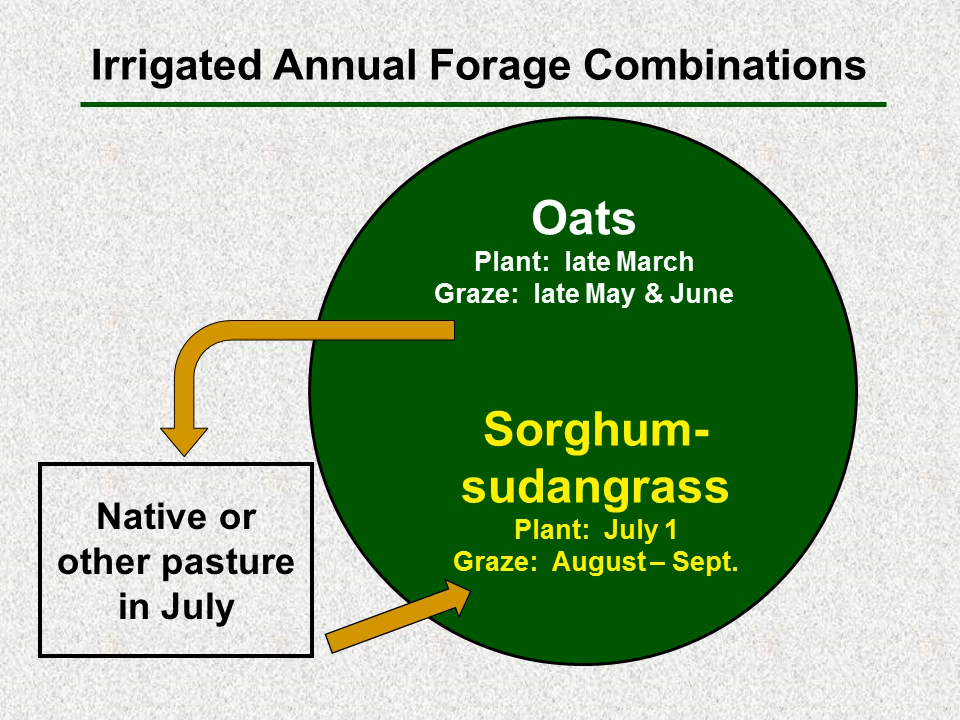 Irrigated Annual Forage Combinations
Oats
Plant: late March
Graze: late May & June
Sorghum-
sudangrass
Plant: July 1
Graze: August – Sept.
Native or
other pasture
in July